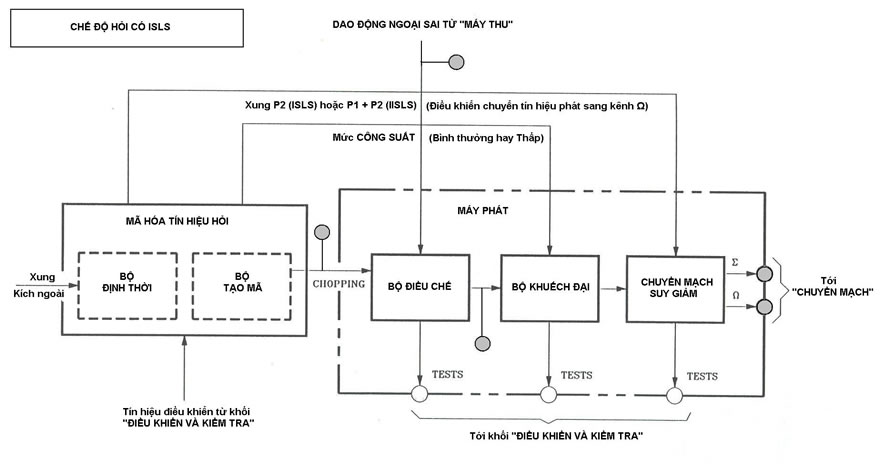 CHẾ ĐỘ HỎI CÓ ISLS
DAO ĐỘNG NGOẠI SAI TỪ "MÁY THU"
Xung P2 (ISLS) hoặc P1 + P2 (IISLS) (Điều khiển chuyển tín hiệu phát sang kênh Ω)
Mức CÔNG SUẤT (Bình thường hay Thấp)
MÃ HÓA TÍN HIỆU HỎI
MÁY PHÁT
Xung
Kích ngoài
BỘ
ĐỊNH THỜI
BỘ
TẠO MÃ
CHOPPING
BỘ ĐIỀU CHẾ
BỘ KHUẾCH ĐẠI
CHUYỂN MẠCH
SUY GIẢM
Σ
Ω
Tới
"CHUYỂN MẠCH"
TESTS
TESTS
TESTS
Tín hiệu điều khiển từ khối
"ĐIỀU KHIỂN VÀ KIỂM TRA"
Tới khối "ĐIỀU KHIỂN VÀ KIỂM TRA"